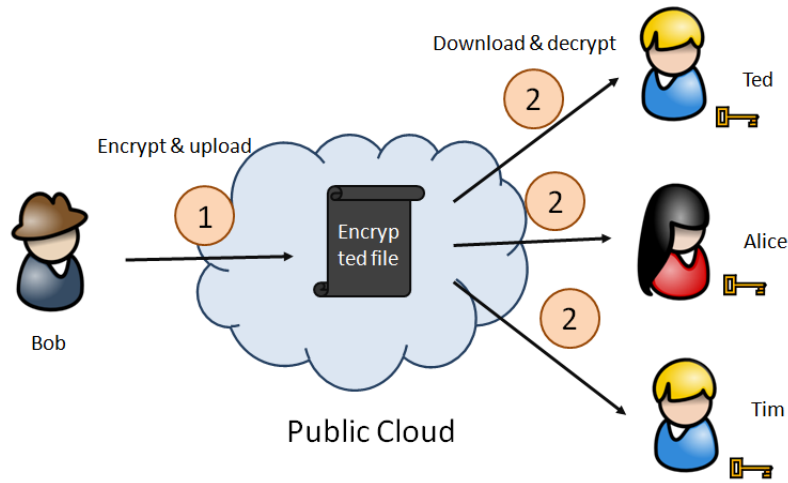 Download & decrypt
Ted
2
Encrypt & upload
1
2
Encryp
ted file
Alice
Bob
2
Tim
Public Cloud